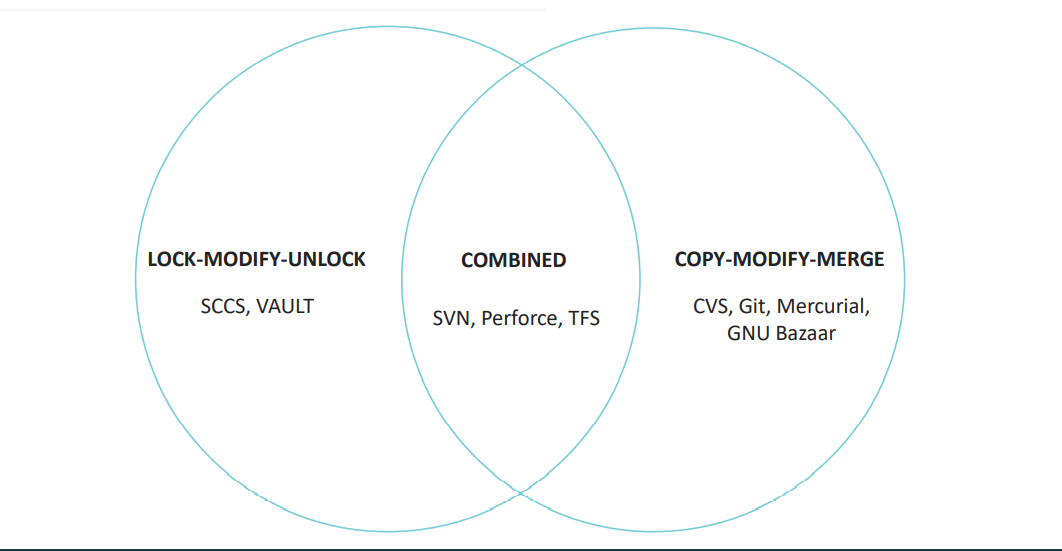 LOCK-MODIFY-UNLOCK
SCCS, VAULT
COMBINED
SVN, Perforce, TFS
COPY-MODIFY-MERGE
CVS, Git, Mercurial,
GNU Bazaar